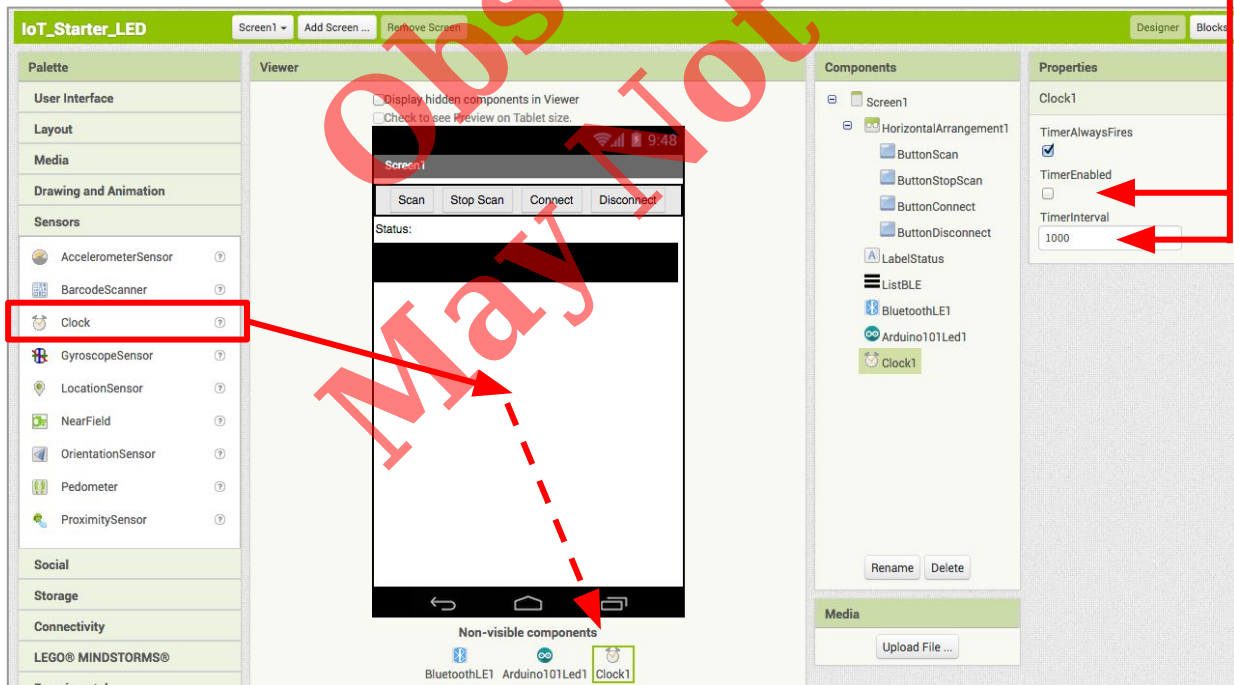 IoT_Starter_LED
Screen1
Add Screen ...
Remove Screen
Designer
Blocks
Palette
User Interface
Layout
Media
Drawing and Animation
Sensors
AccelerometerSensor
BarcodeScanner
Clock
GyroscopeSensor
LocationSensor
NearField
OrientationSensor
Pedometer
ProximitySensor
Social
Storage
Connectivity
LEGO® MINDSTORMS®
Viewer
Display hidden components in Viewer
Check to see Preview on Tablet size.
9:48
Screen1
Scan
Stop Scan
Connect
Disconnect
Status:
Non-visible components
BluetoothLE1
Arduino101Led1
Clock1
Components
Screen1
HorizontalArrangement1
ButtonScan
ButtonStopScan
ButtonConnect
ButtonDisconnect
LabelStatus
ListBLE
BluetoothLE1
Arduino101Led1
Clock1
Rename
Delete
Media
Upload File ...
Properties
Clock1
TimerAlwaysFires
TimerEnabled
TimerInterval
1000
Obs
May Not